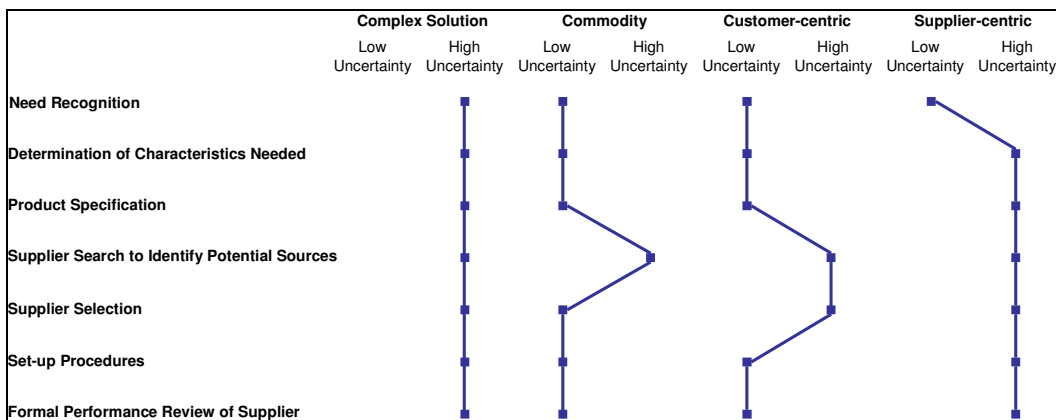 Complex Solution Commodity Customer-centric Supplier-centric
Low High Low High Low High Low High
Uncertainty Uncertainty Uncertainty Uncertainty Uncertainty Uncertainty Uncertainty Uncertainty
Need Recognition
Determination of Characteristics Needed
Product Specification
Supplier Search to Identify Potential Sources
Supplier Selection
Set-up Procedures
Formal Performance Review of Supplier